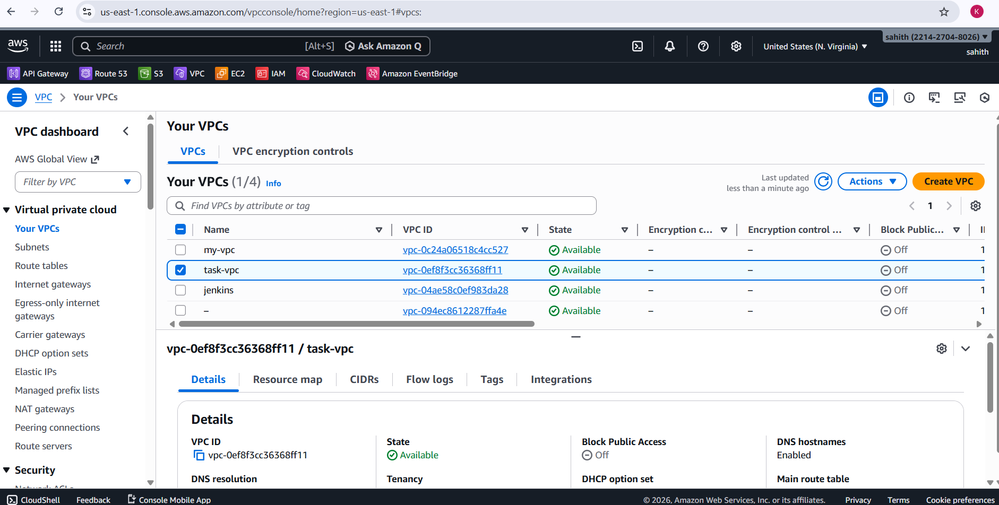 us-east-1.console.aws.amazon.com/vpcconsole/home?region=us-east-1#vpcs:
K
aws
Search [Alt+S] Ask Amazon Q
United States (N. Virginia)
sahith (2214-2704-8026)
sahith
API Gateway Route 53 S3 VPC EC2 IAM CloudWatch Amazon EventBridge
VPC Your VPCs
VPC dashboard
AWS Global View
Filter by VPC
Virtual private cloud
Your VPCs
Subnets
Route tables
Internet gateways
Egress-only internet
gateways
Carrier gateways
DHCP option sets
Elastic IPs
Managed prefix lists
NAT gateways
Peering connections
Route servers
Security
Your VPCs
VPCs VPC encryption controls
Your VPCs (1/4) Info
Last updated
less than a minute ago
Actions
Create VPC
Find VPCs by attribute or tag
1
Name VPC ID State Encryption c... Encryption control ... Block Public...
my-vpc vpc-0c24a06518c4cc527 Available – – Off 1
task-vpc vpc-0ef8f3cc36368ff11 Available – – Off 1
jenkins vpc-04ae58c0ef983da28 Available – – Off 1
– vpc-094ec8612287ffa4e Available – – Off 1
vpc-0ef8f3cc36368ff11 / task-vpc
Details Resource map CIDRs Flow logs Tags Integrations
Details
VPC ID
vpc-0ef8f3cc36368ff11
State
Available
Block Public Access
Off
DNS hostnames
Enabled
DNS resolution
Tenancy
DHCP option set
Main route table
CloudShell Feedback Console Mobile App
© 2026, Amazon Web Services, Inc. or its affiliates. Privacy Terms Cookie preferences